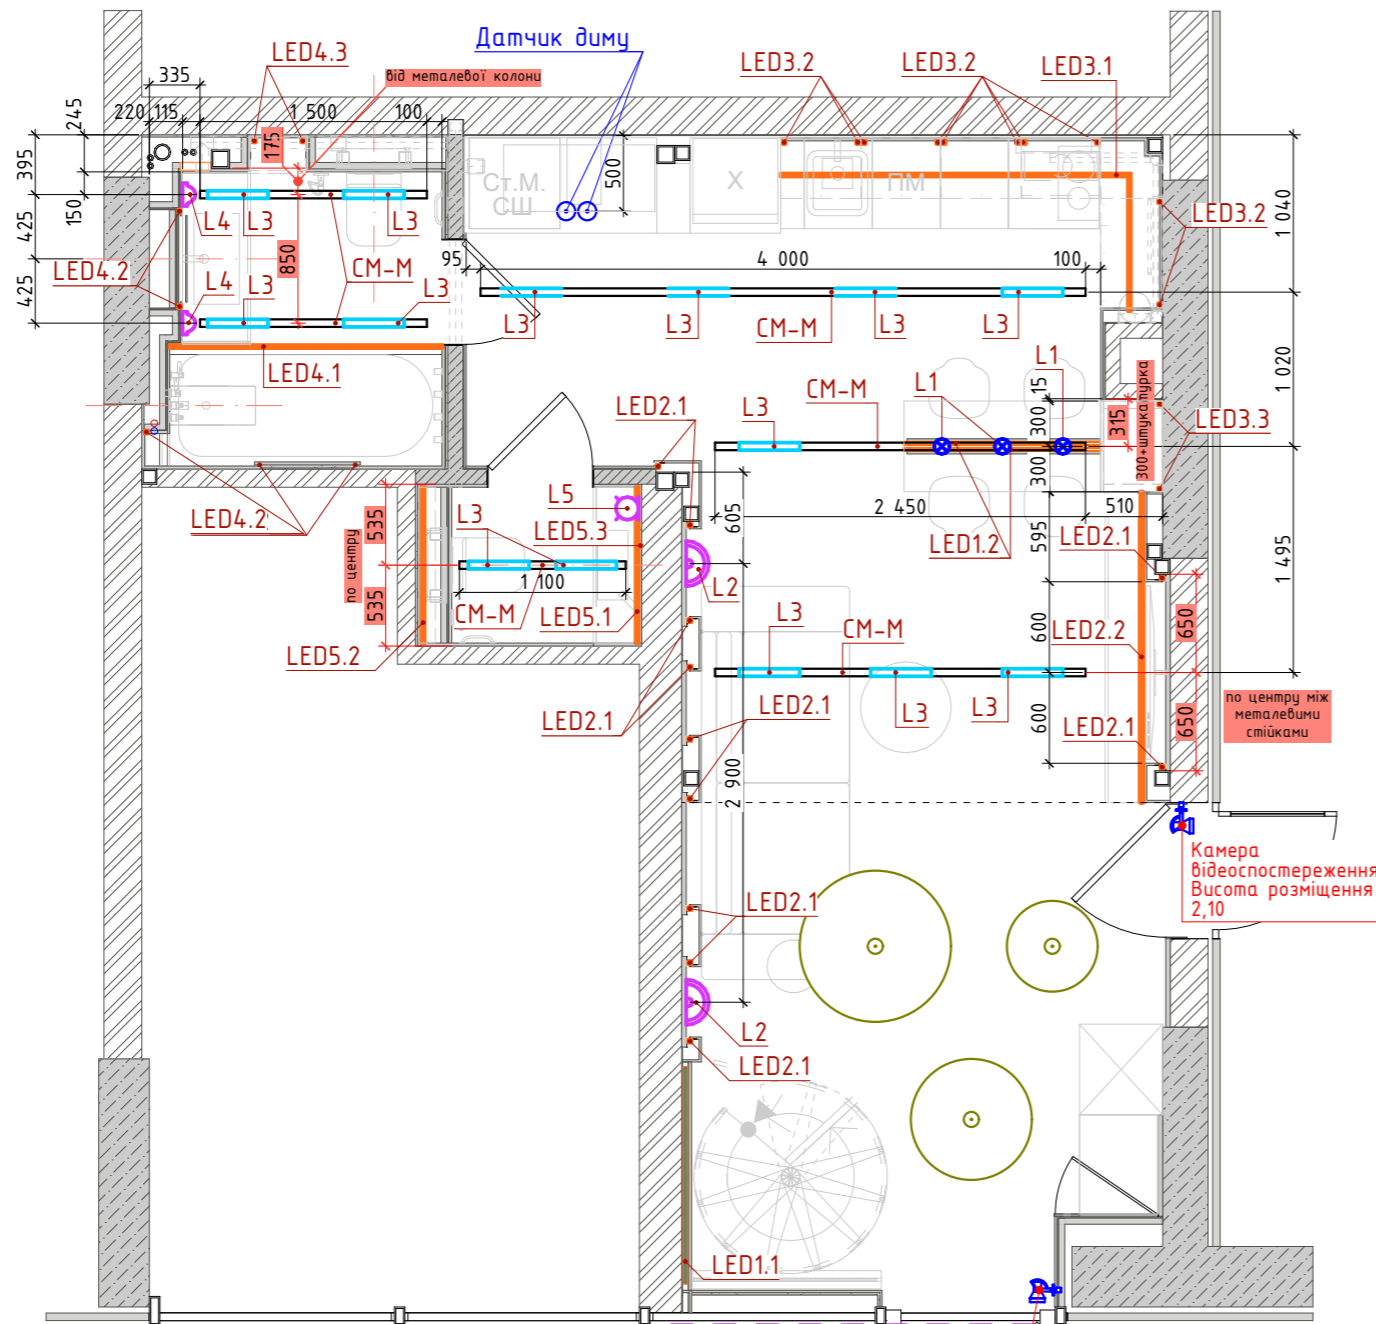 Датчик диму
LED4.3
від металевої колони
LED3.2
LED3.2
LED3.1
335
245
220
115
1 500
100
395
175
500
Ст.М.
СШ
Х
ПМ
1 040
150
L4
L3
L3
LED3.2
425
850
LED4.2
СМ-М
95
4 000
100
425
L4
L3
L3
L3
L3
СМ-М
L3
L3
LED4.1
L1
L1
15
1 020
LED2.1
L3
СМ-М
300
315
300+штукатурка
LED3.3
300
LED4.2
535
L5
L3
LED5.3
605
2 450
510
595
LED1.2
LED2.1
1 495
по центру
1 100
L2
535
СМ-М
LED5.1
L3
СМ-М
600
LED2.2
650
LED5.2
LED2.1
LED2.1
L3
L3
600
LED2.1
650
по центру між
металевими
стійками
2 900
Камера
відеоспостереження
Висота розміщення
2,10
LED2.1
L2
LED2.1
LED1.1